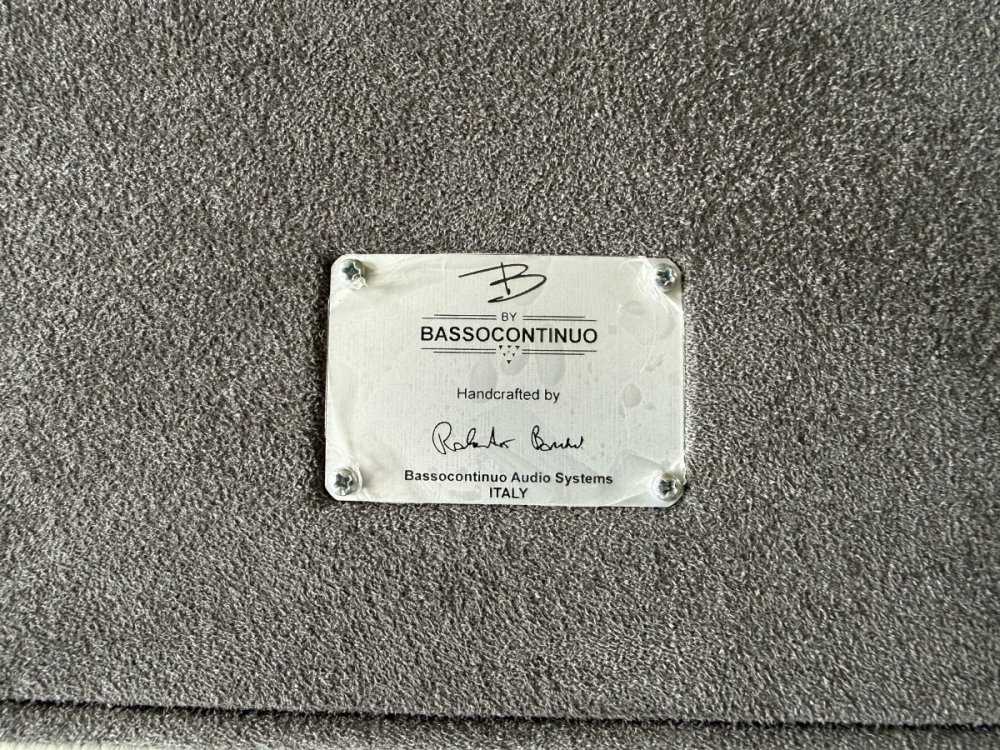 B
BY
BASSOCONTINUO
Handcrafted by
Bassocontinuo Audio Systems
ITALY